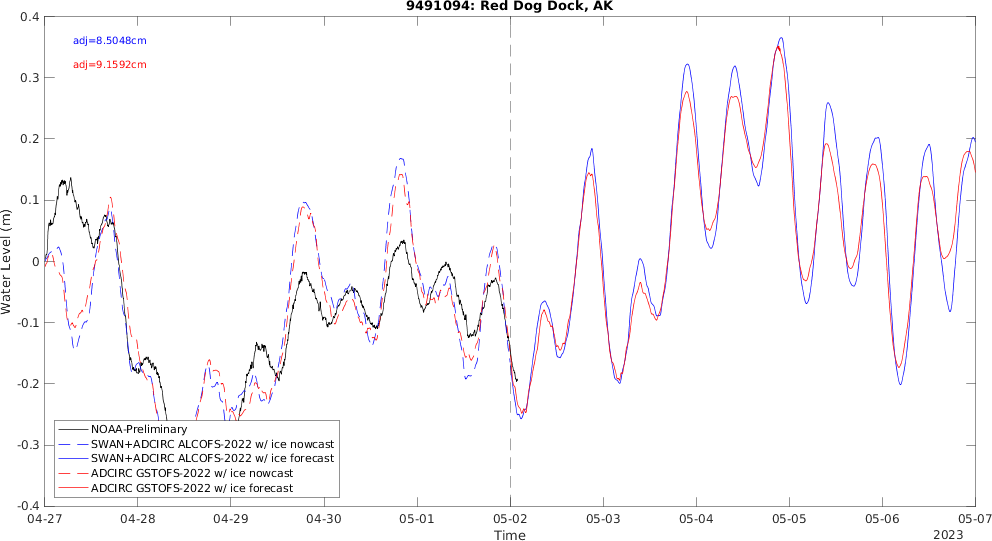 9491094: Red Dog Dock, AK
adj=8.5048cm
adj=9.1592cm
Water Level (m)
0.4
0.3
0.2
0.1
0
-0.1
-0.2
-0.3
-0.4
NOAA-Preliminary
SWAN+ADCIRC ALCOFS-2022 w/ ice nowcast
SWAN+ADCIRC ALCOFS-2022 w/ ice forecast
ADCIRC GSTOFS-2022 w/ ice nowcast
ADCIRC GSTOFS-2022 w/ ice forecast
04-27 04-28 04-29 04-30 05-01 05-02 05-03 05-04 05-05 05-06 05-07
Time
2023